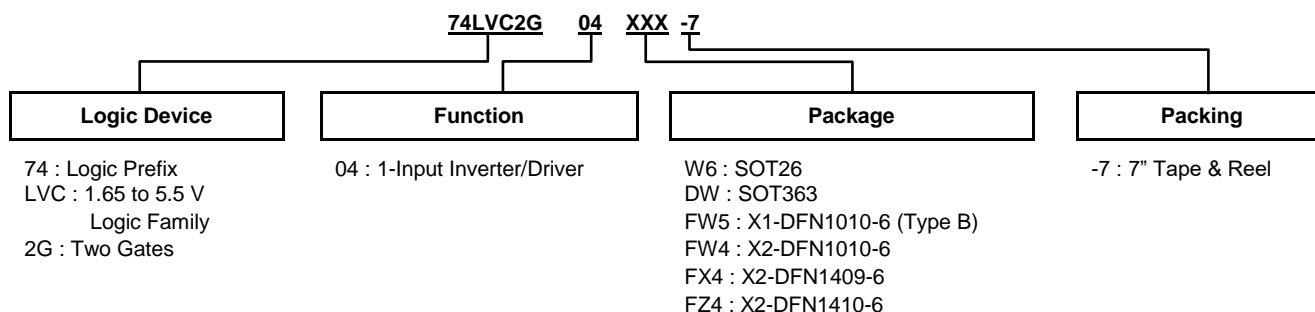 74LVC2G 04 XXX -7
Logic Device
74 : Logic Prefix
LVC : 1.65 to 5.5 V
Logic Family
2G : Two Gates
Function
04 : 1-Input Inverter/Driver
Package
W6 : SOT26
DW : SOT363
FW5 : X1-DFN1010-6 (Type B)
FW4 : X2-DFN1010-6
FX4 : X2-DFN1409-6
FZ4 : X2-DFN1410-6
Packing
-7 : 7” Tape & Reel